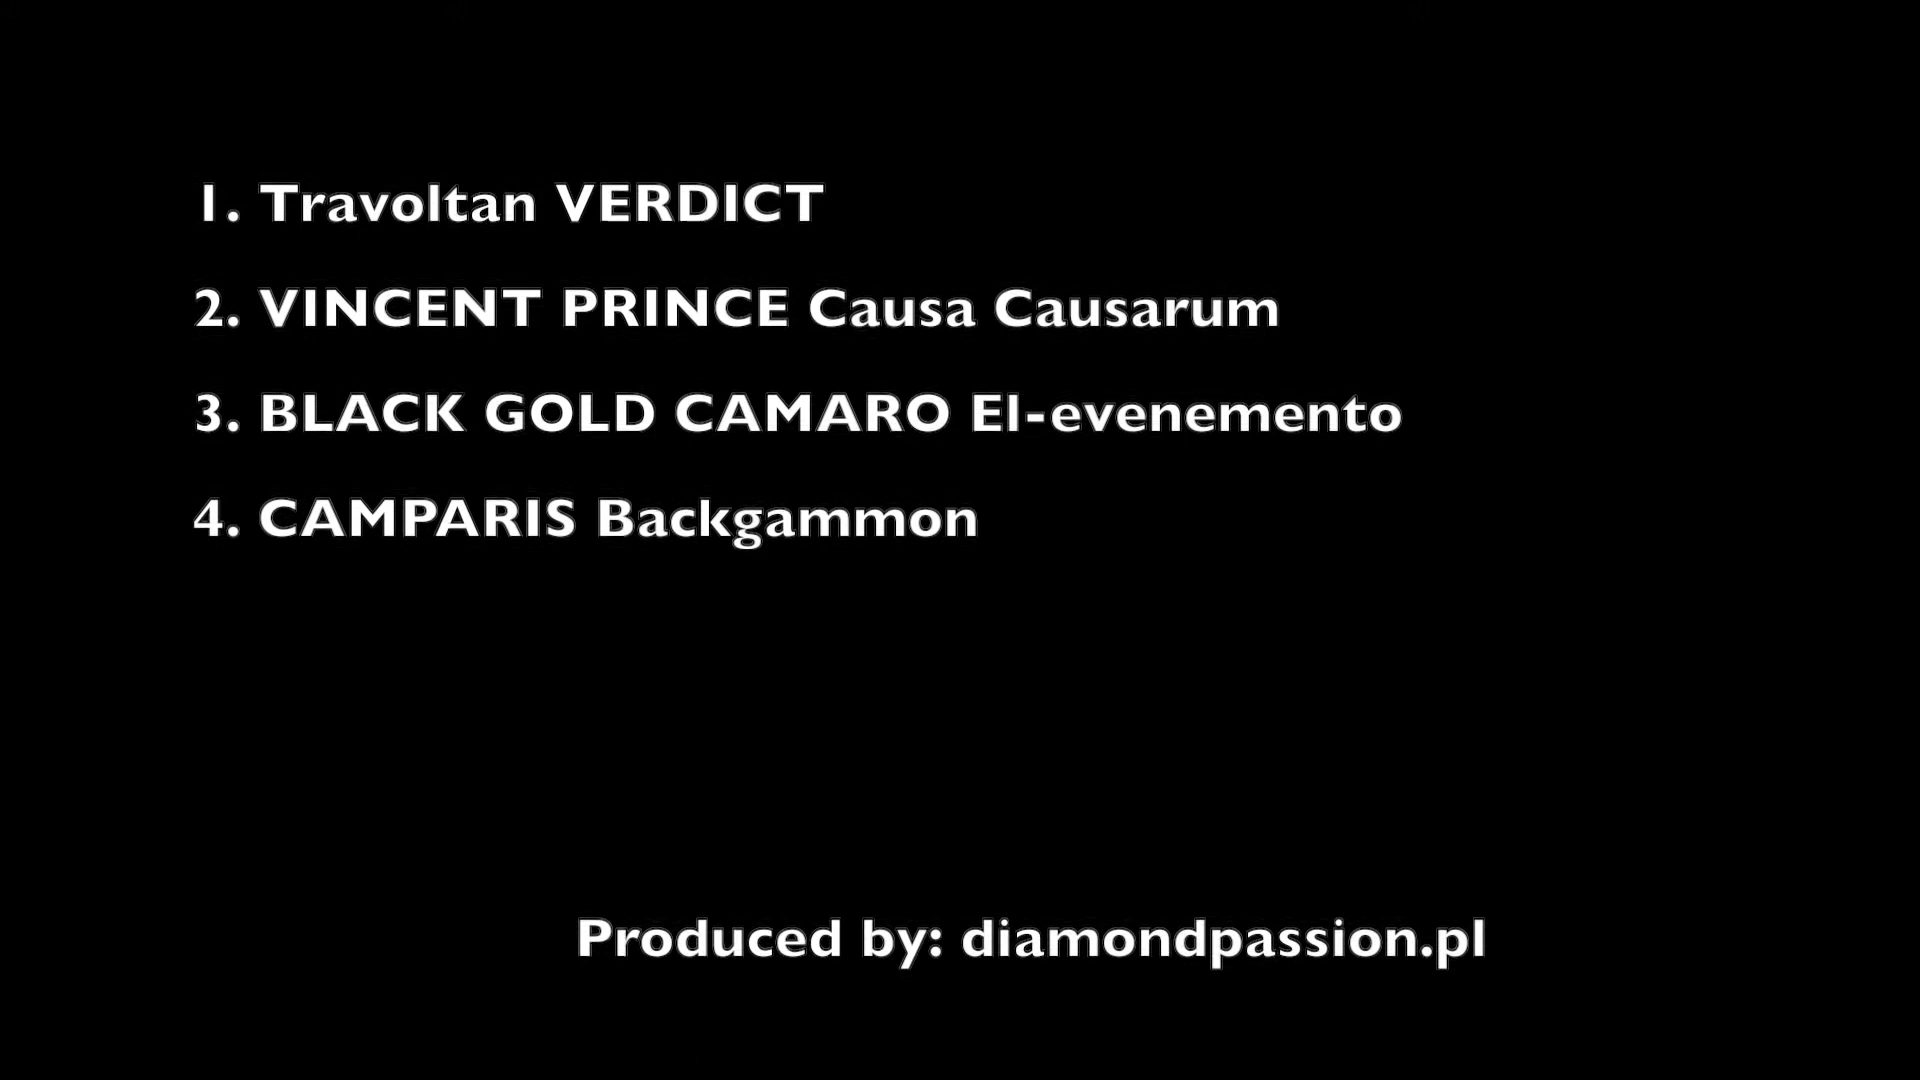 1. Travoltan VERDICT
2. VINCENT PRINCE Causa Causarum
3. BLACK GOLD CAMARO El-evenemento
4. CAMPARIS Backgammon
Produced by: diamondpassion.pl